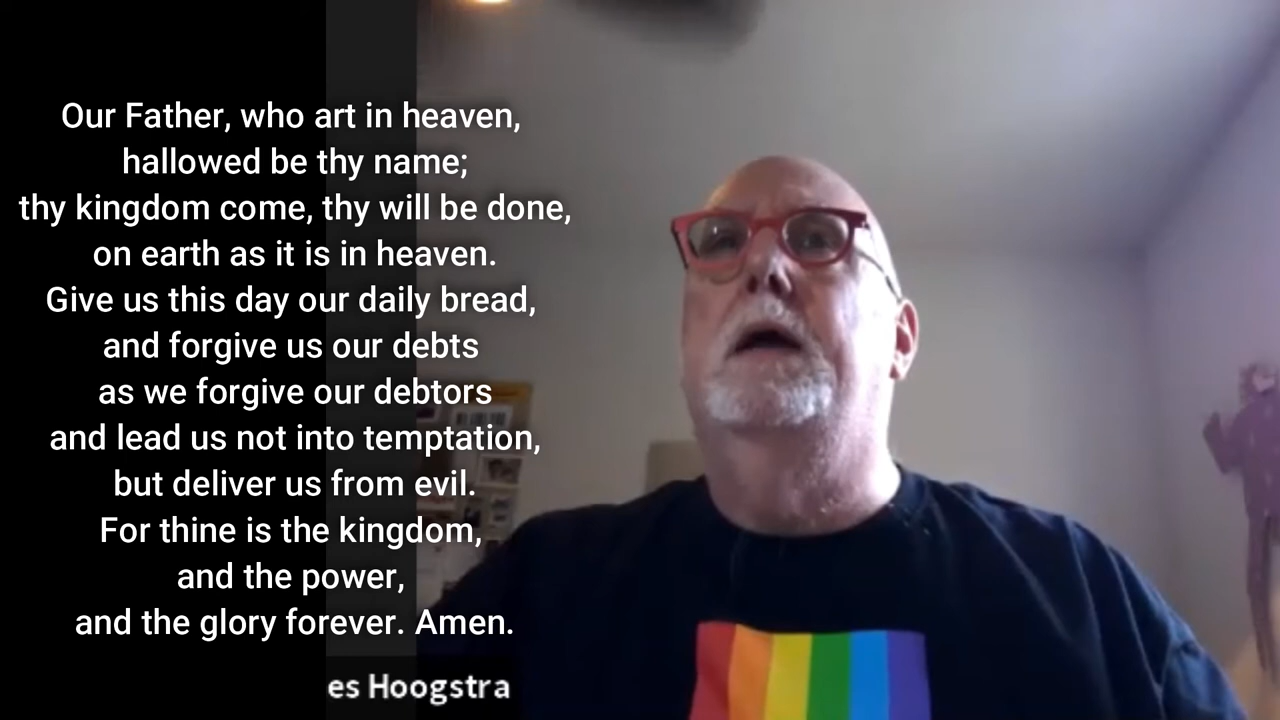 Our Father, who art in heaven,
hallowed be thy name;
thy kingdom come, thy will be done,
on earth as it is in heaven.
Give us this day our daily bread,
and forgive us our debts
as we forgive our debtors
and lead us not into temptation,
but deliver us from evil.
For thine is the kingdom,
and the power,
and the glory forever. Amen.
es Hoogstra